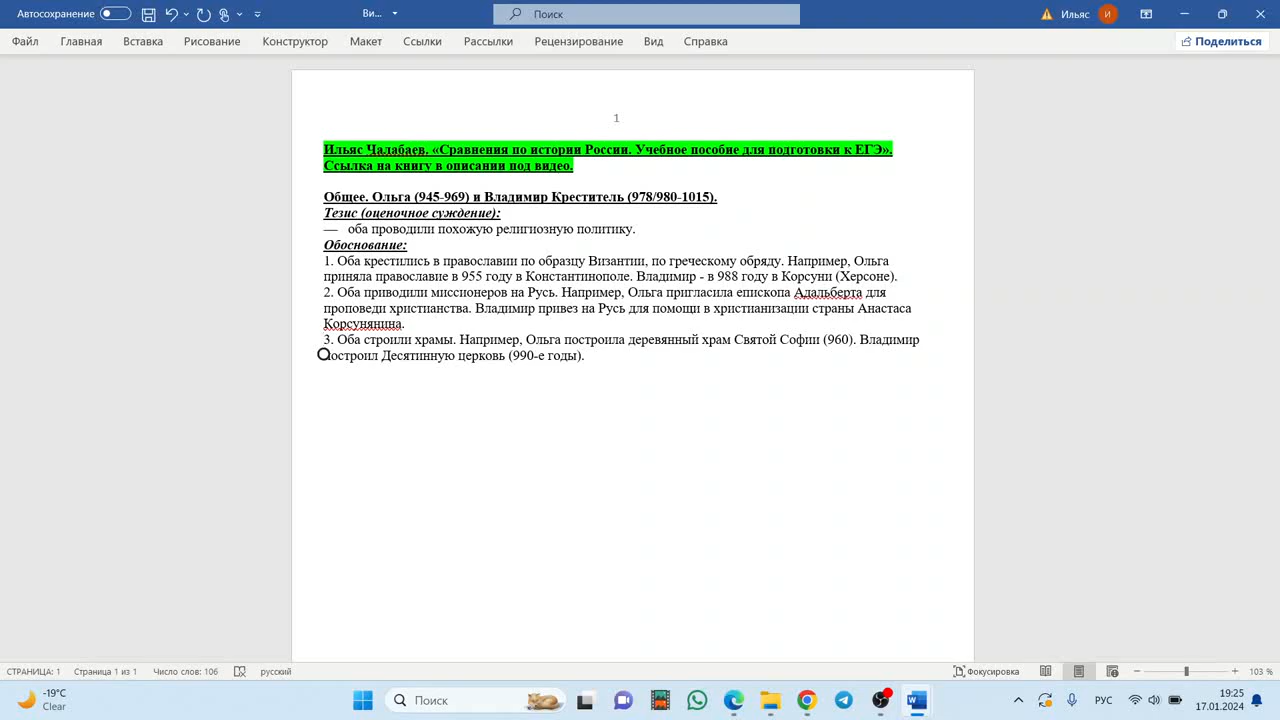 Автосохранение
Ви...
Поиск
Ильяс
И
Файл Главная Вставка Рисование Конструктор Макет Ссылки Рассылки Рецензирование Вид Справка
Поделиться
1
Ильяс Чалабаев. «Сравнения по истории России. Учебное пособие для подготовки к ЕГЭ».
Ссылка на книгу в описании под видео.
Общее. Ольга (945-969) и Владимир Креститель (978/980-1015).
Тезис (оценочное суждение):
— оба проводили похожую религиозную политику.
Обоснование:
1. Оба крестились в православии по образцу Византии, по греческому обряду. Например, Ольга
приняла православие в 955 году в Константинополе. Владимир - в 988 году в Корсуни (Херсоне).
2. Оба приводили миссионеров на Русь. Например, Ольга пригласила епископа Адальберта для
проповеди христианства. Владимир привез на Русь для помощи в христианизации страны Анастаса
Корсунянина.
3. Оба строили храмы. Например, Ольга построила деревянный храм Святой Софии (960). Владимир
построил Десятинную церковь (990-е годы).
СТРАНИЦА: 1 Страница 1 из 1 Число слов: 106 русский
Фокусировка
103 %
-19°C
Clear
Поиск
РУС
19:25
17.01.2024